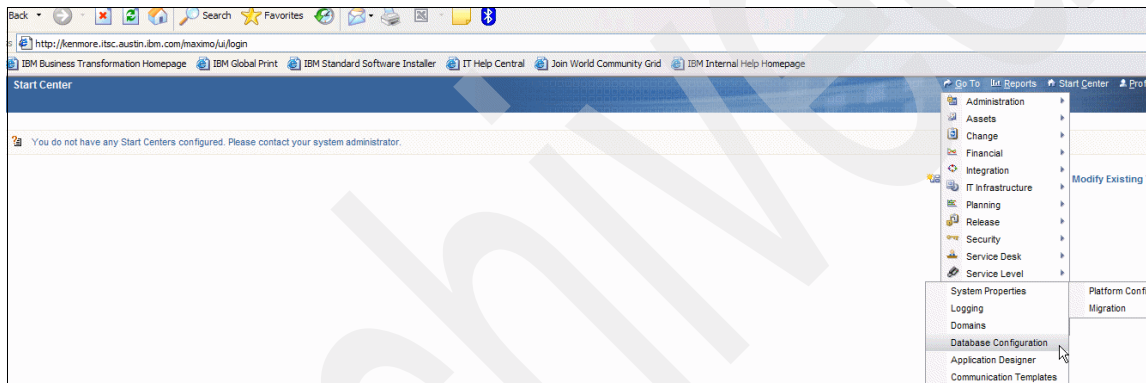 Back Search Favorites
http://kenmore.itsc.austin.ibm.com/maximo/ui/login
IBM Business Transformation Homepage IBM Global Print IBM Standard Software Installer IT Help Central Join World Community Grid IBM Internal Help Homepage
Start Center Go To Reports Start Center Prof
Administration
Assets
You do not have any Start Centers configured. Please contact your system administrator.
Change
Financial
Integration
Modify Existing
IT Infrastructure
Planning
Release
Security
Service Desk
Service Level
System Properties Platform Confi
Logging Migration
Domains
Database Configuration
Application Designer
Communication Templates